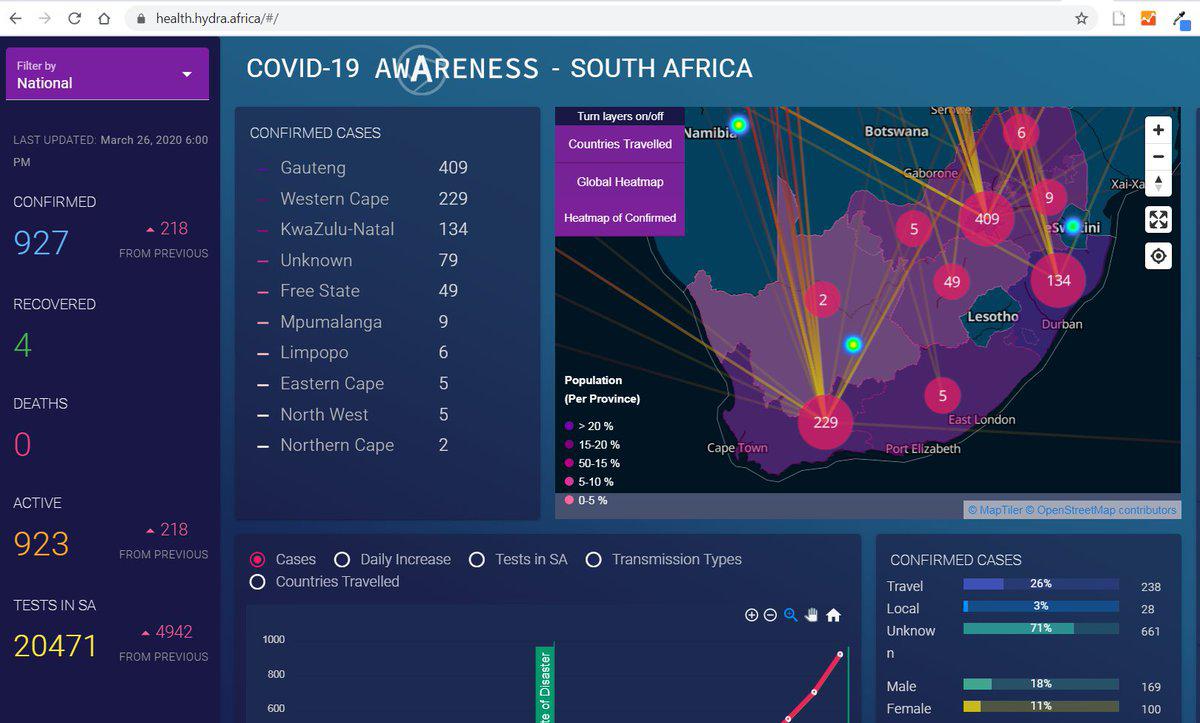 health.hydra.africa/#/
Filter by
National
LAST UPDATED: March 26, 2020 6:00
PM
CONFIRMED
927
218
FROM PREVIOUS
RECOVERED
4
DEATHS
0
ACTIVE
923
218
FROM PREVIOUS
TESTS IN SA
20471
4942
FROM PREVIOUS
COVID-19 AWARENESS - SOUTH AFRICA
CONFIRMED CASES
Gauteng 409
Western Cape 229
KwaZulu-Natal 134
Unknown 79
Free State 49
Mpumalanga 9
Limpopo 6
Eastern Cape 5
North West 5
Northern Cape 2
Turn layers on/off
Countries Travelled
Global Heatmap
Heatmap of Confirmed
Namibia
Botswana
Serowe
Gaborone
Xai-Xa
6
9
409
5
eSwatini
49
134
2
Lesotho
Durban
5
229
East London
Cape Town
Port Elizabeth
Population
(Per Province)
> 20 %
15-20 %
50-15 %
5-10 %
0-5 %
© MapTiler © OpenStreetMap contributors
Cases Daily Increase Tests in SA Transmission Types
Countries Travelled
1000
800
600
te of Disaster
CONFIRMED CASES
Travel 26% 238
Local 3% 28
Unknow 71% 661
n
Male 18% 169
Female 11% 100